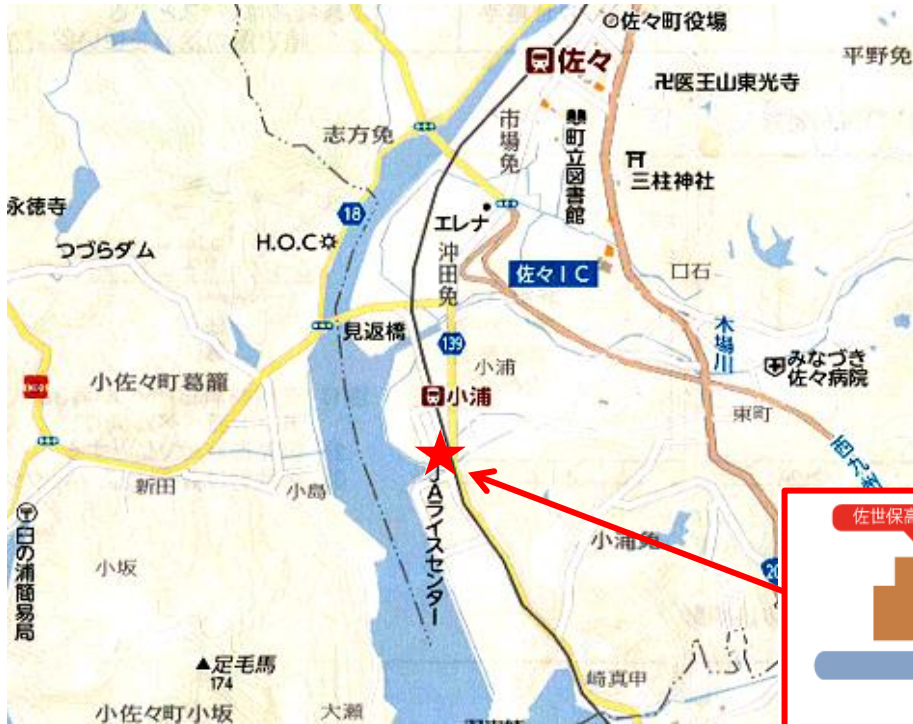 佐々町役場
佐々
平野免
卍医王山東光寺
市場免
町立図書館
志方免
三柱神社
永徳寺
18
エレナ
H.O.C
つづらダム
沖田免
佐々IC
口石
木場川
見返橋
139
小浦
みなづき
佐々病院
小佐々町葛籠
小浦
東町
西九
新田
小島
JAライスセンター
佐世保高
臼の浦簡易局
小浦免
小坂
20
足毛馬
174
崎真申
小佐々町小坂
大瀬